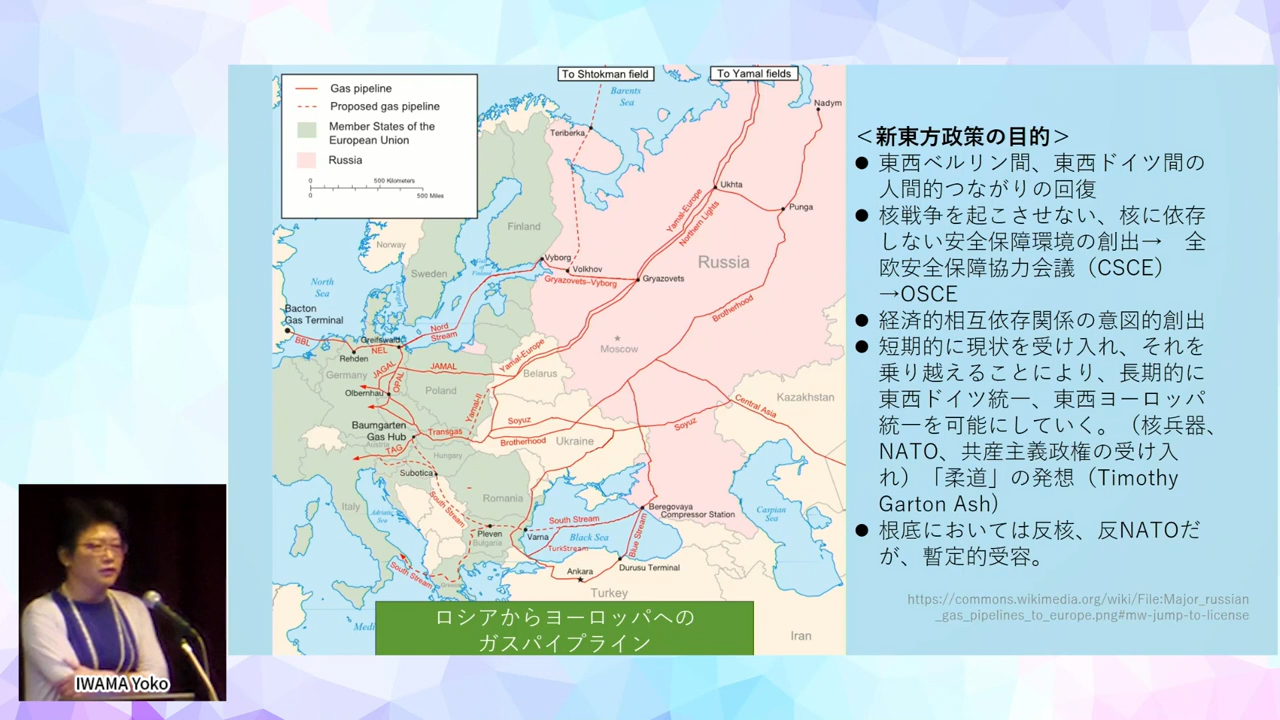 To Shtokman field
To Yamal fields
Gas pipeline
Proposed gas pipeline
Member States of the
European Union
Russia
0 500 Kilometers
0 500 Miles
Barents
Sea
Nadym
Teriberka
Ukhta
Punga
Yamal-Europe
Northern Lights
Finland
Norway
Sweden
Vyborg
Volkhov
Gryazovets-Vyborg
Gryazovets
Russia
North
Sea
Bacton
Gas Terminal
BBL
Rehden
NEL
Greifswald
Nord
Stream
Brotherhood
Moscow
Germany
JAGAL
OPAL
JAMAL
Yamal-Europe
Belarus
Olbernhau
Poland
Yamal-II
Kazakhstan
Central Asia
Baumgarten
Gas Hub
Transgas
Soyuz
Brotherhood
Ukraine
Soyuz
Austria
TAG
Hungary
Subotica
Italy
Adriatic
Sea
South Stream
Romania
Pleven
Bulgaria
Varna
South Stream
Black Sea
TurkStream
Blue Stream
Beregovaya
Compressor Station
Caspian
Sea
South Stream
Greece
Ankara
Durusu Terminal
Turkey
Iran
Medi
ロシアからヨーロッパへの
ガスパイプライン
＜新東方政策の目的＞
● 東西ベルリン間、東西ドイツ間の
人間的つながりの回復
● 核戦争を起こさせない、核に依存
しない安全保障環境の創出→　全
欧安全保障協力会議（CSCE）
→OSCE
● 経済的相互依存関係の意図的創出
● 短期的に現状を受け入れ、それを
乗り越えることにより、長期的に
東西ドイツ統一、東西ヨーロッパ
統一を可能にしていく。（核兵器、
NATO、共産主義政権の受け入
れ）「柔道」の発想（Timothy
Garton Ash）
● 根底においては反核、反NATOだ
が、暫定的受容。
https://commons.wikimedia.org/wiki/File:Major_russian
_gas_pipelines_to_europe.png#mw-jump-to-license
IWAMA Yoko